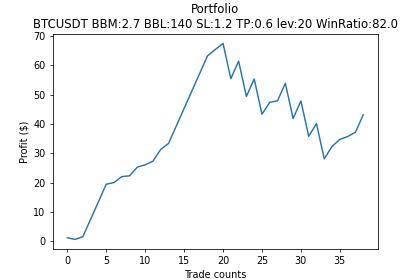 Portfolio
BTCUSDT BBM:2.7 BBL:140 SL:1.2 TP:0.6 lev:20 WinRatio:82.0
70
60
50
40
30
20
10
0
Profit ($)
0 5 10 15 20 25 30 35
Trade counts